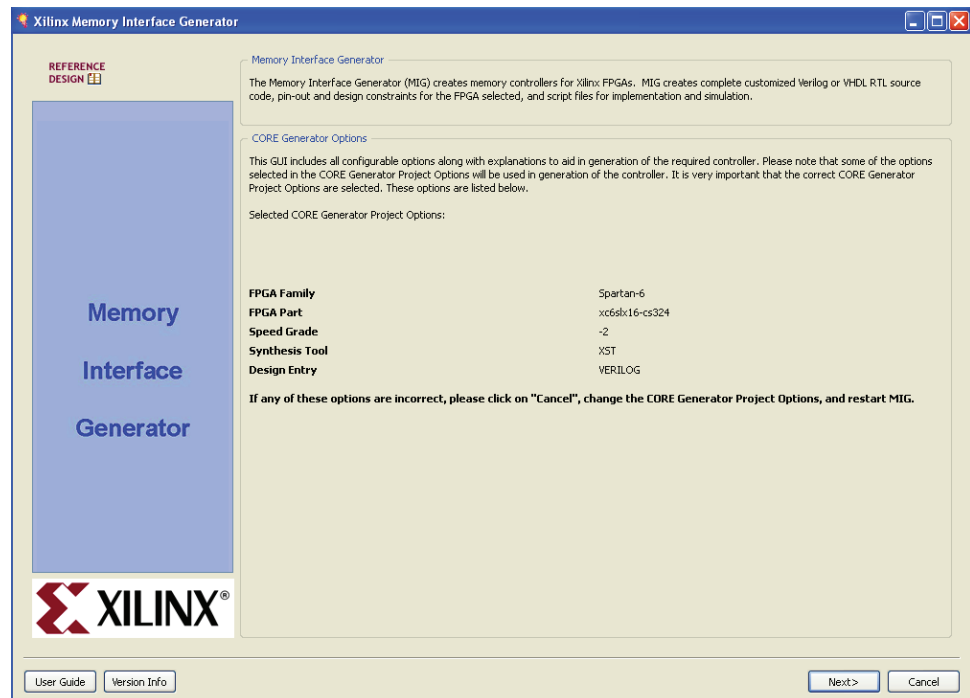 Xilinx Memory Interface Generator
REFERENCE
DESIGN
Memory
Interface
Generator
XILINX®
Memory Interface Generator
The Memory Interface Generator (MIG) creates memory controllers for Xilinx FPGAs. MIG creates complete customized Verilog or VHDL RTL source
code, pin-out and design constraints for the FPGA selected, and script files for implementation and simulation.
CORE Generator Options
This GUI includes all configurable options along with explanations to aid in generation of the required controller. Please note that some of the options
selected in the CORE Generator Project Options will be used in generation of the controller. It is very important that the correct CORE Generator
Project Options are selected. These options are listed below.
Selected CORE Generator Project Options:
FPGA Family Spartan-6
FPGA Part xc6slx16-cs324
Speed Grade -2
Synthesis Tool XST
Design Entry VERILOG
If any of these options are incorrect, please click on "Cancel", change the CORE Generator Project Options, and restart MIG.
User Guide Version Info Next> Cancel